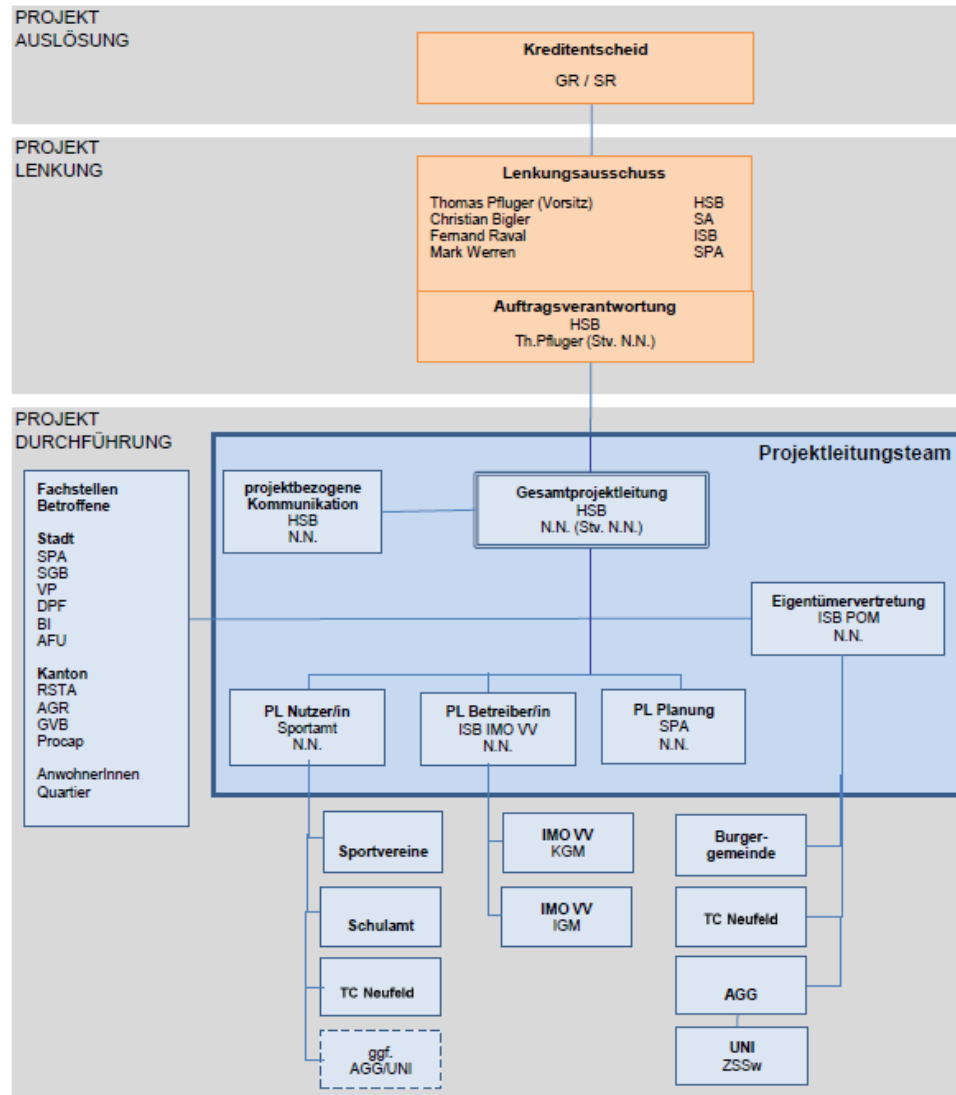 PROJEKT
AUSLÖSUNG
Kreditentscheid
GR / SR
PROJEKT
LENKUNG
Lenkungsausschuss
Thomas Pfluger (Vorsitz) HSB
Christian Bigler SA
Fernand Raval ISB
Mark Werren SPA
Auftragsverantwortung
HSB
Th.Pfluger (Stv. N.N.)
PROJEKT
DURCHFÜHRUNG
Projektleitungsteam
Fachstellen
Betroffene
Stadt
SPA
SGB
VP
DPF
BI
AFU
Kanton
RSTA
AGR
GVB
Procap
AnwohnerInnen
Quartier
projektbezogene
Kommunikation
HSB
N.N.
Gesamtprojektleitung
HSB
N.N. (Stv. N.N.)
Eigentümervertretung
ISB POM
N.N.
PL Nutzer/in
Sportamt
N.N.
PL Betreiber/in
ISB IMO VV
N.N.
PL Planung
SPA
N.N.
Sportvereine
Schulamt
TC Neufeld
ggf.
AGG/UNI
IMO VV
KGM
IMO VV
IGM
Burger-
gemeinde
TC Neufeld
AGG
UNI
ZSSw